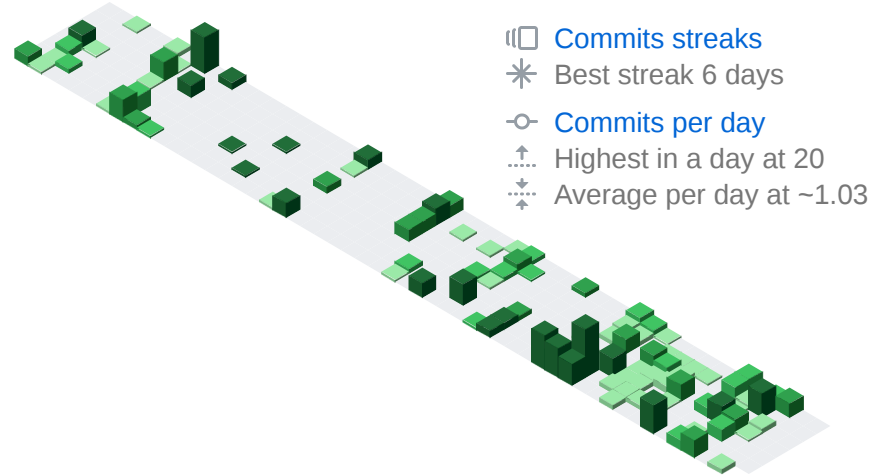 Commits streaks
Best streak 6 days
Commits per day
Highest in a day at 20
Average per day at ~1.03